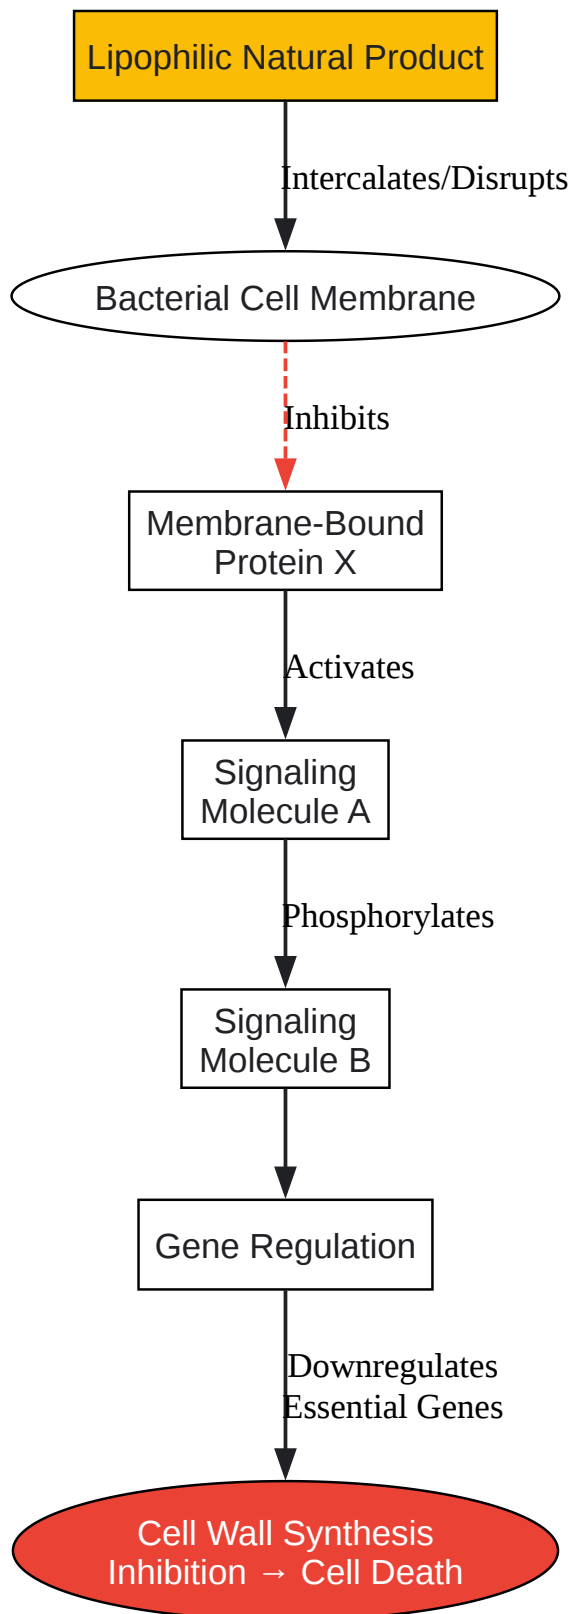 Lipophilic Natural Product
Intercalates/Disrupts
Bacterial Cell Membrane
Inhibits
Membrane-Bound
Protein X
Activates
Signaling
Molecule A
Phosphorylates
Signaling
Molecule B
Gene Regulation
Downregulates
Essential Genes
Cell Wall Synthesis
Inhibition → Cell Death